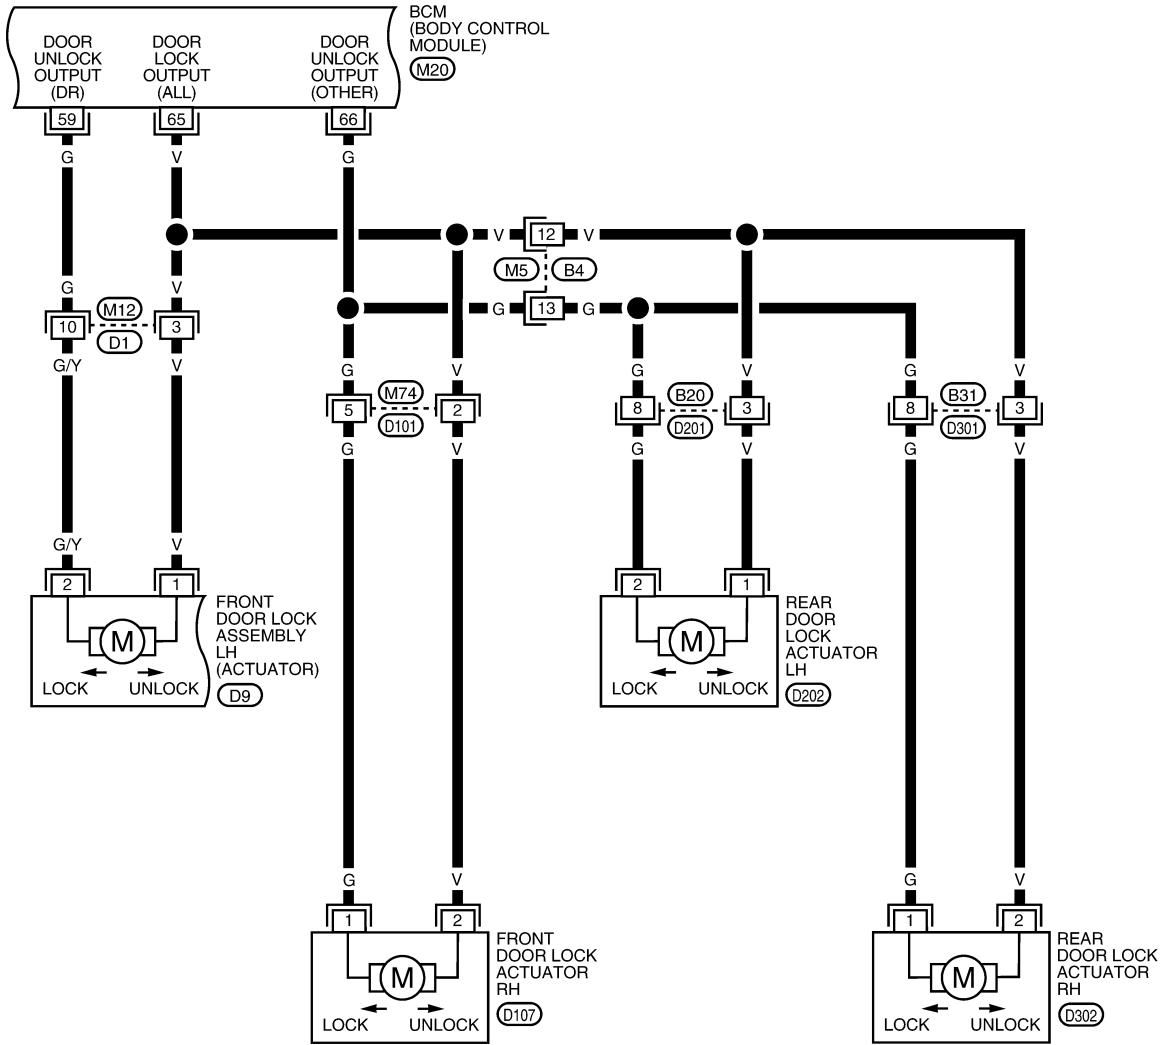 BCM
(BODY CONTROL
MODULE)
M20
DOOR
UNLOCK
OUTPUT
(DR)
DOOR
LOCK
OUTPUT
(ALL)
DOOR
UNLOCK
OUTPUT
(OTHER)
59
65
66
G
V
G
V
12
V
M5
B4
G
V
G
13
G
M12
10
3
D1
G/Y
V
G
V
G
V
G
V
M74
5
2
D101
B20
8
3
D201
B31
8
3
D301
G
V
G
V
G
V
G/Y
V
2
1
2
1
FRONT
DOOR LOCK
ASSEMBLY
LH
(ACTUATOR)
D9
M
LOCK
UNLOCK
REAR
DOOR
LOCK
ACTUATOR
LH
D202
M
LOCK
UNLOCK
G
V
G
V
1
2
1
2
FRONT
DOOR LOCK
ACTUATOR
RH
D107
M
LOCK
UNLOCK
REAR
DOOR LOCK
ACTUATOR
RH
D302
M
LOCK
UNLOCK